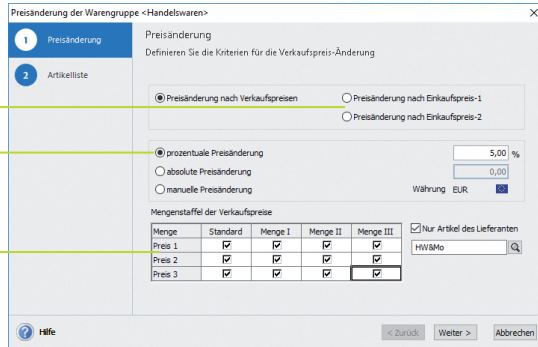 Preisänderung der Warengruppe <Handelswaren>
1 Preisänderung
2 Artikelliste
Preisänderung
Definieren Sie die Kriterien für die Verkaufspreis-Änderung
Preisänderung nach Verkaufspreisen
Preisänderung nach Einkaufspreis-1
Preisänderung nach Einkaufspreis-2
prozentuale Preisänderung 5,00 %
absolute Preisänderung 0,00
manuelle Preisänderung Währung EUR
Mengenstaffel der Verkaufspreise
Menge Standard Menge I Menge II Menge III
Preis 1
Preis 2
Preis 3
Nur Artikel des Lieferanten
HW&Mo
? Hilfe
< Zurück Weiter > Abbrechen